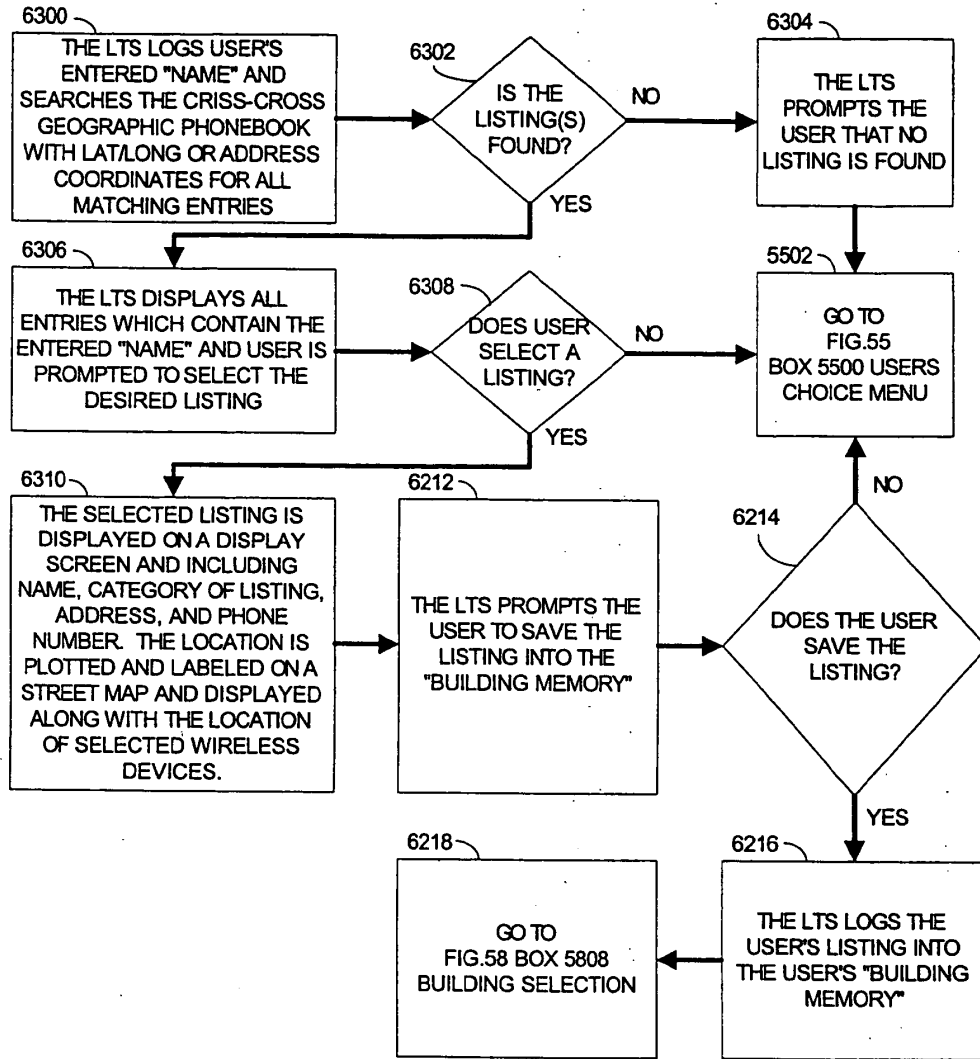 6300
THE LTS LOGS USER'S
ENTERED "NAME" AND
SEARCHES THE CRISS-CROSS
GEOGRAPHIC PHONEBOOK
WITH LAT/LONG OR ADDRESS
COORDINATES FOR ALL
MATCHING ENTRIES
6302
IS THE
LISTING(S)
FOUND?
NO
YES
6304
THE LTS
PROMPTS THE
USER THAT NO
LISTING IS FOUND
6306
THE LTS DISPLAYS ALL
ENTRIES WHICH CONTAIN THE
ENTERED "NAME" AND USER IS
PROMPTED TO SELECT THE
DESIRED LISTING
6308
DOES USER
SELECT A
LISTING?
NO
YES
5502
GO TO
FIG.55
BOX 5500 USERS
CHOICE MENU
6310
THE SELECTED LISTING IS
DISPLAYED ON A DISPLAY
SCREEN AND INCLUDING
NAME, CATEGORY OF LISTING,
ADDRESS, AND PHONE
NUMBER. THE LOCATION IS
PLOTTED AND LABELED ON A
STREET MAP AND DISPLAYED
ALONG WITH THE LOCATION
OF SELECTED WIRELESS
DEVICES.
6212
THE LTS PROMPTS THE
USER TO SAVE THE
LISTING INTO THE
"BUILDING MEMORY"
6214
DOES THE USER
SAVE THE
LISTING?
NO
YES
6218
GO TO
FIG.58 BOX 5808
BUILDING SELECTION
6216
THE LTS LOGS THE
USER'S LISTING INTO
THE USER'S "BUILDING
MEMORY"